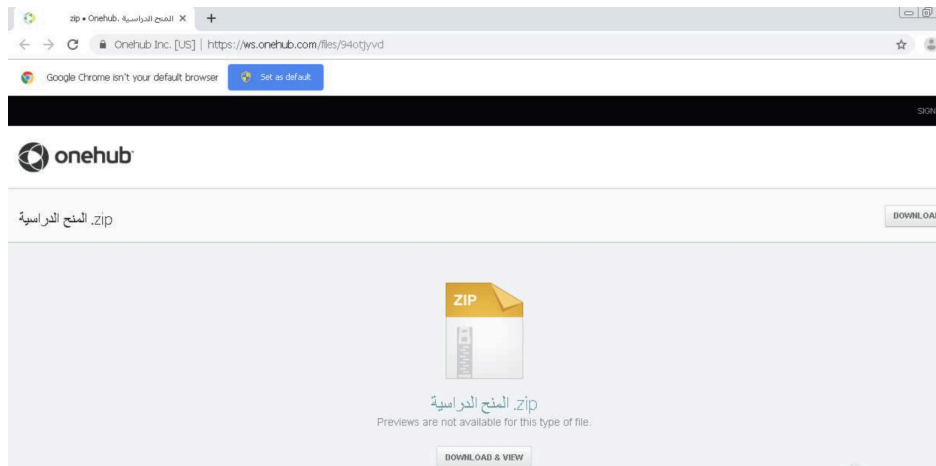 المنح الدراسية.zip • Onehub
Onehub Inc. [US] | https://ws.onehub.com/files/94otjyvd
Google Chrome isn't your default browser
Set as default
SIGN
onehub
المنح الدراسية.zip
DOWNLOA
ZIP
المنح الدراسية.zip
Previews are not available for this type of file.
DOWNLOAD & VIEW